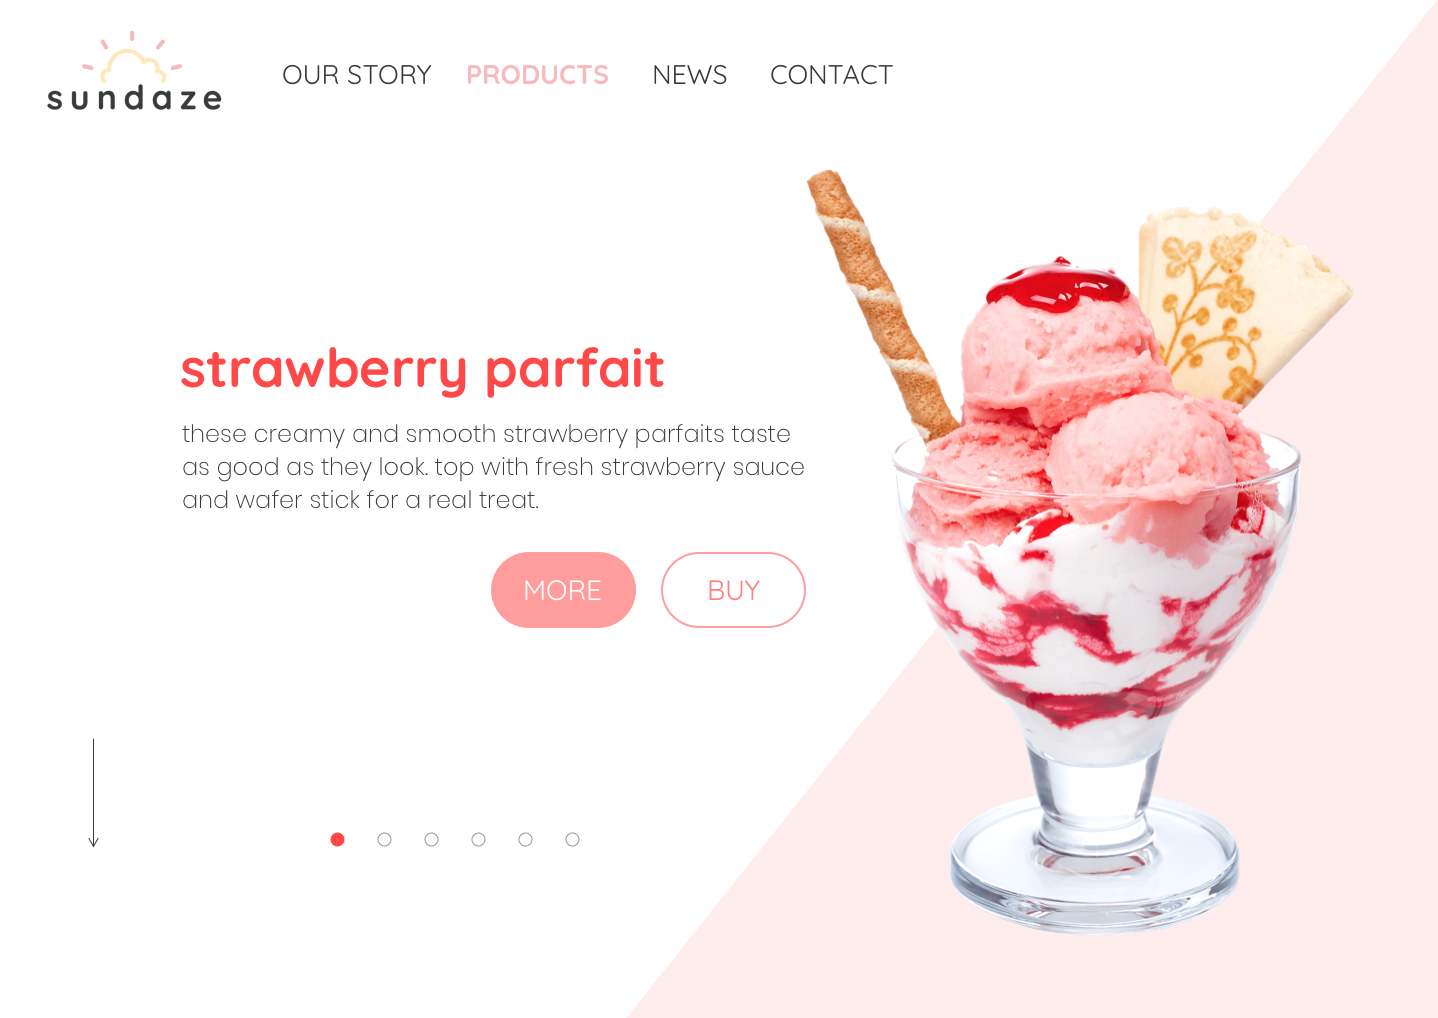 sundaze
OUR STORY PRODUCTS NEWS CONTACT
strawberry parfait
these creamy and smooth strawberry parfaits taste
as good as they look. top with fresh strawberry sauce
and wafer stick for a real treat.
MORE BUY